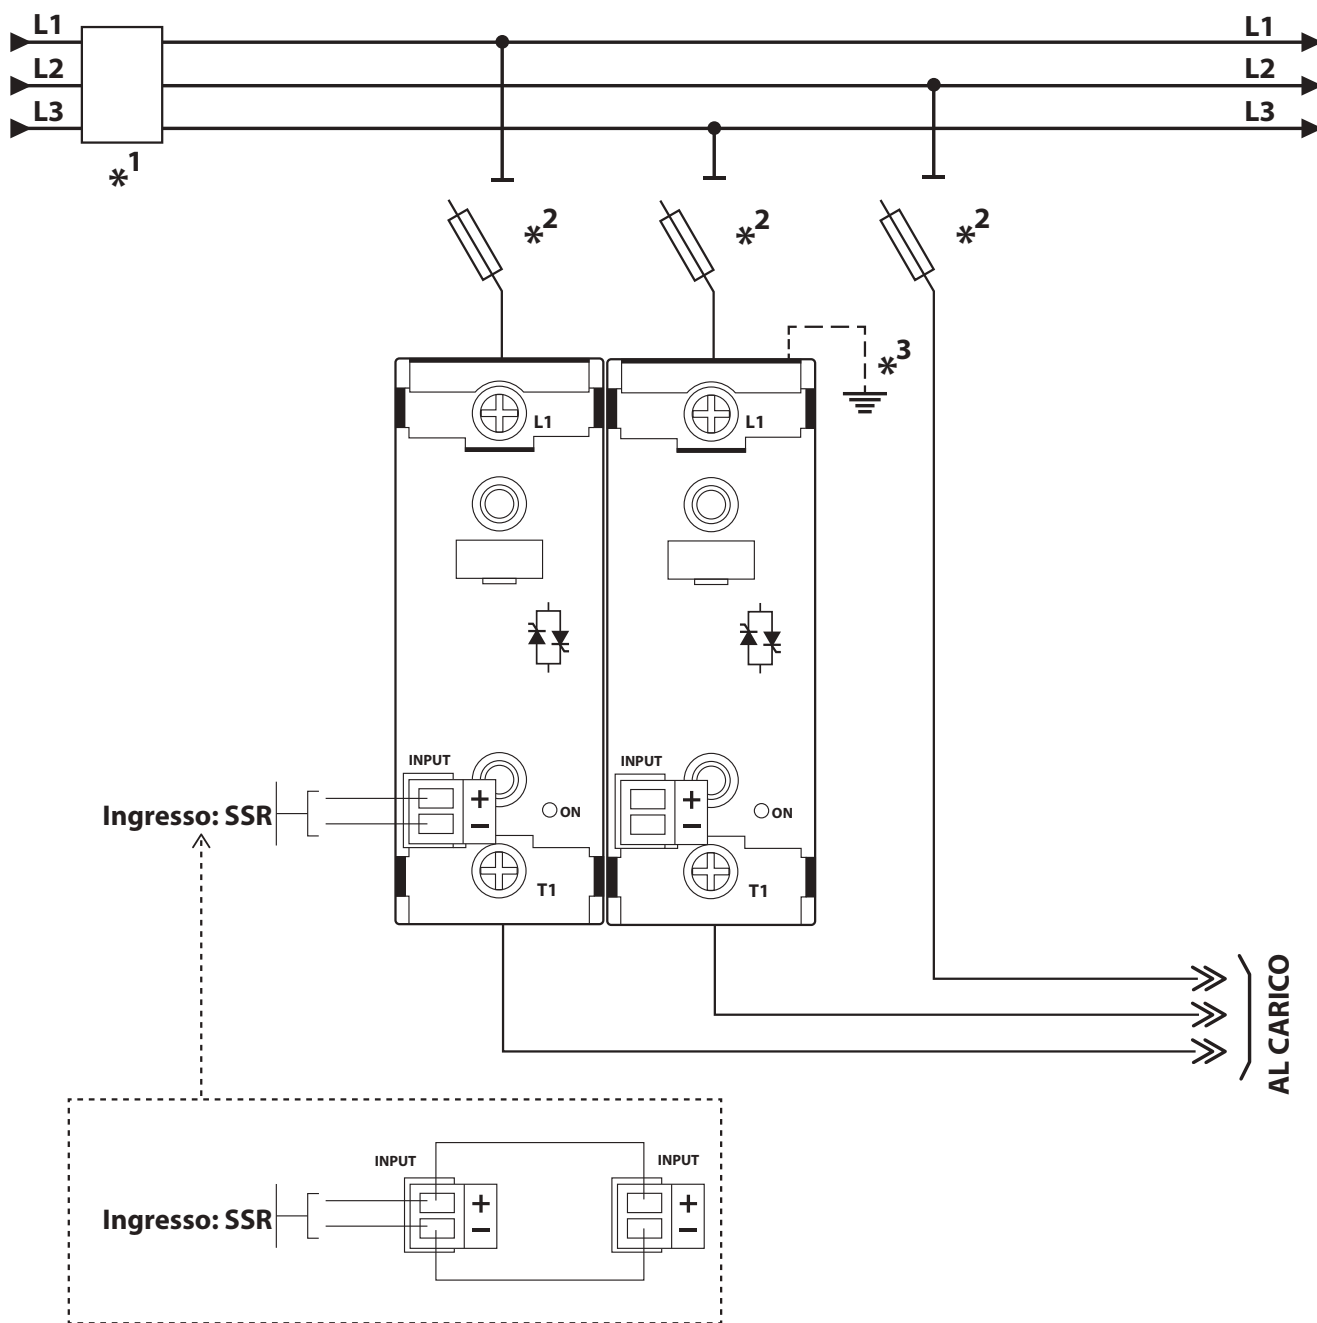 L1 L1
L2 L2
L3 L3
*1
*2 *2 *2
*3
L1 L1
INPUT INPUT
+ +
Ingresso: SSR
ON ON
− −
T1 T1
AL CARICO
INPUT INPUT
+ +
Ingresso: SSR
− −